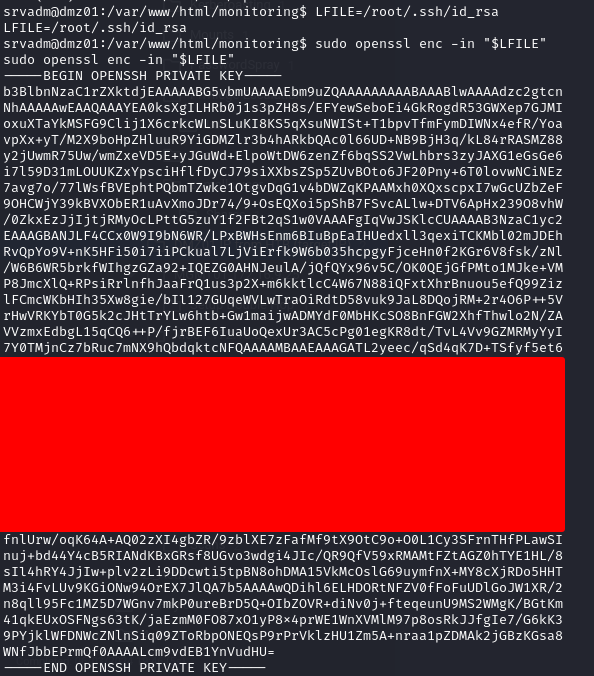 srvadm@dmz01:/var/www/html/monitoring$ LFILE=/root/.ssh/id_rsa
LFILE=/root/.ssh/id_rsa
srvadm@dmz01:/var/www/html/monitoring$ sudo openssl enc -in "$LFILE"
sudo openssl enc -in "$LFILE"
-----BEGIN OPENSSH PRIVATE KEY-----
b3BlbnNzaC1rZXktdjEAAAAABG5vbmUAAAAEbm9uZQAAAAAAAAABAAABlwAAAAdzc2gtcn
NhAAAAAwEAAQAAAYEA0ksXgILHRb0j1s3pZH8s/EFYewSeboEi4GkRogdR53GWXep7GJMI
oxuXTaYkMSFG9Clij1X6crkcWLnSLuKI8KS5qXsuNWISt+T1bpvTfmFymDIWNx4efR/Yoa
vpXx+yT/M2X9boHpZHluuR9YiGDMZlr3b4hARkbQAc0l66UD+NB9BjH3q/kL84rRASMZ88
y2jUwmR75Uw/wmZxeVD5E+yJGuWd+ElpoWtDW6zenZf6bqSS2VwLhbrs3zyJAXG1eGsGe6
i7l59D31mLOUUKZxYpsciHflfDyCJ79siXXbsZSp5ZUvBOto6JF20Pny+6T0lovwNCiNEz
7avg7o/77lWsfBVEphtPQbmTZwke1OtgvDqG1v4bDWZqKPAAMxh0XQxscpxI7wGcUZbZeF
9OHCWjY39kBVXObER1uAvXmoJDr74/9+OsEQXoi5pShB7FSvcALlw+DTV6ApHx239O8vhW
/0ZkxEzJjIjtjRMyOcLPttG5zuY1f2FBt2qS1w0VAAAFgIqVwJSKlcCUAAAAB3NzaC1yc2
EAAAGBANJLF4CCx0W9I9bN6WR/LPxBWHsEnm6BIuBpEaIHUedxll3qexiTCKMbl02mJDEh
RvQpYo9V+nK5HFi50i7iiPCkual7LjViErfk9W6b035hcpgyFjceHn0f2KGr6V8fsk/zNl
/W6B6WR5brkfWIhgzGZa92+IQEZG0AHNJeulA/jQfQYx96v5C/OK0QEjGfPMto1MJke+VM
P8JmcXlQ+RPsiRrlnfhJaaFrQ1us3p2X+m6kktlcC4W67N88iQFxtXhrBnuou5efQ99Ziz
lFCmcWKbHIh35Xw8gie/bIl127GUqeWVLwTraOiRdtD58vuk9JaL8DQojRM+2r4O6P++5V
rHwVRKYbT0G5k2cJHtTrYLw6htb+Gw1maijwADMYdF0MbHKcSO8BnFGW2XhfThwlo2N/ZA
VVzmxEdbgL15qCQ6++P/fjrBEF6IuaUoQexUr3AC5cPg01egKR8dt/TvL4Vv9GZMRMyYyI
7Y0TMjnCz7bRuc7mNX9hQbdqktcNFQAAAAMBAAEAAAGATL2yeec/qSd4qK7D+TSfyf5et6
fnlUrw/oqK64A+AQ02zXI4gbZR/9zblXE7zFafMf9tX9OtC9o+O0L1Cy3SFrnTHfPLawSI
nuj+bd44Y4cB5RIANdKBxGRsf8UGvo3wdgi4JIc/QR9QfV59xRMAMtFZtAGZ0hTYE1HL/8
sIl4hRY4JjIw+plv2zLi9DDcwti5tpBN8ohDMA15VkMcOslG69uymfnX+MY8cXjRDo5HHT
M3i4FvLUv9KGiONw94OrEX7JlQA7b5AAAAwQDihl6ELHDORtNFZV0fFoFuUDlGoJW1XR/2
n8qll95Fc1MZ5D7WGnv7mkP0ureBrD5Q+OIbZOVR+diNv0j+fteqeunU9MS2WMgK/BGtKm
41qkEUxOSFNgs63tK/jaEzmM0FO87xO1yP8×4prWE1WnXVMlM97p8osRkJJfgIe7/G6kK3
9PYjklWFDNWcZNlnSiq09ZToRbpONEQsP9rPrVklzHU1Zm5A+nraa1pZDMAk2jGBzKGsa8
WNfJbbEPrmQf0AAAALcm9vdEB1YnVudHU=
-----END OPENSSH PRIVATE KEY-----